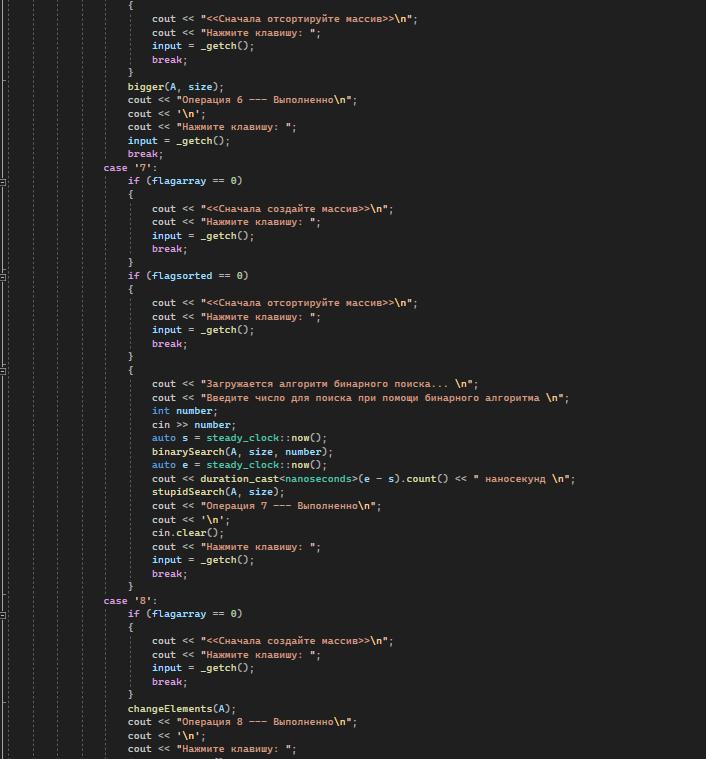 {
cout << "<<Сначала отсортируйте массив>>\n";
cout << "Нажмите клавишу: ";
input = _getch();
break;
}
bigger(A, size);
cout << "Операция 6 --- Выполненно\n";
cout << '\n';
cout << "Нажмите клавишу: ";
input = _getch();
break;
case '7':
if (flagarray == 0)
{
cout << "<<Сначала создайте массив>>\n";
cout << "Нажмите клавишу: ";
input = _getch();
break;
}
if (flagsorted == 0)
{
cout << "<<Сначала отсортируйте массив>>\n";
cout << "Нажмите клавишу: ";
input = _getch();
break;
}
{
cout << "Загружается алгоритм бинарного поиска... \n";
cout << "Введите число для поиска при помощи бинарного алгоритма \n";
int number;
cin >> number;
auto s = steady_clock::now();
binarySearch(A, size, number);
auto e = steady_clock::now();
cout << duration_cast<nanoseconds>(e - s).count() << " наносекунд \n";
stupidSearch(A, size);
cout << "Операция 7 --- Выполненно\n";
cout << '\n';
cin.clear();
cout << "Нажмите клавишу: ";
input = _getch();
break;
}
case '8':
if (flagarray == 0)
{
cout << "<<Сначала создайте массив>>\n";
cout << "Нажмите клавишу: ";
input = _getch();
break;
}
changeElements(A);
cout << "Операция 8 --- Выполненно\n";
cout << '\n';
cout << "Нажмите клавишу: ";